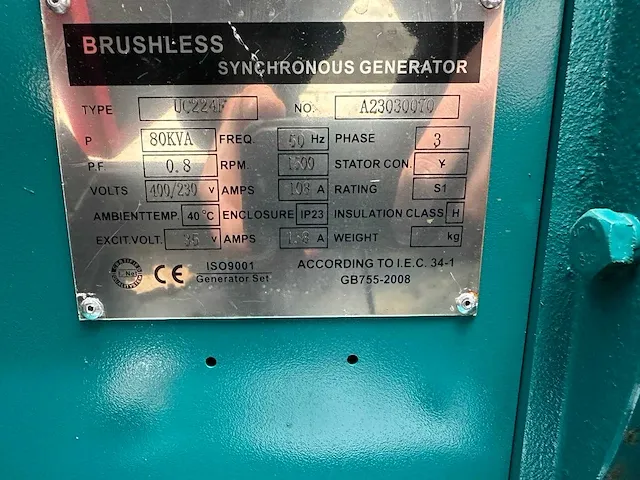 BRUSHLESS
SYNCHRONOUS GENERATOR
TYPE UC224F NO: A23030070
P 80KVA FREQ. 50 Hz PHASE 3
P.F. 0.8 RPM 1500 STATOR CON. Y
VOLTS 400/230 V AMPS A RATING S1
AMBIENTTEMP. 40°C ENCLOSURE IP23 INSULATION CLASS H
EXCIT.VOLT. 35 V AMPS A WEIGHT kg
CE ISO9001 ACCORDING TO I.E.C. 34-1
Generator Set GB755-2008